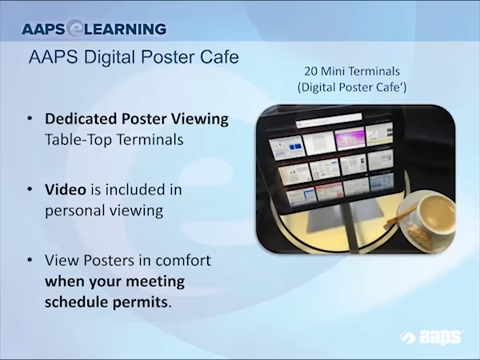 AAPS eLEARNING
AAPS Digital Poster Cafe
20 Mini Terminals
(Digital Poster Cafe')
• Dedicated Poster Viewing
Table-Top Terminals
• Video is included in
personal viewing
• View Posters in comfort
when your meeting
schedule permits.
aaps